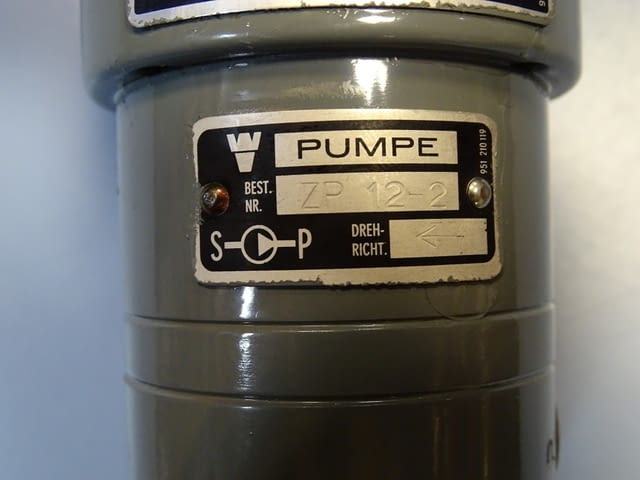 PUMPE
BEST. NR. ZP 12-2
S P
DREH- RICHT. ←
951 210 119